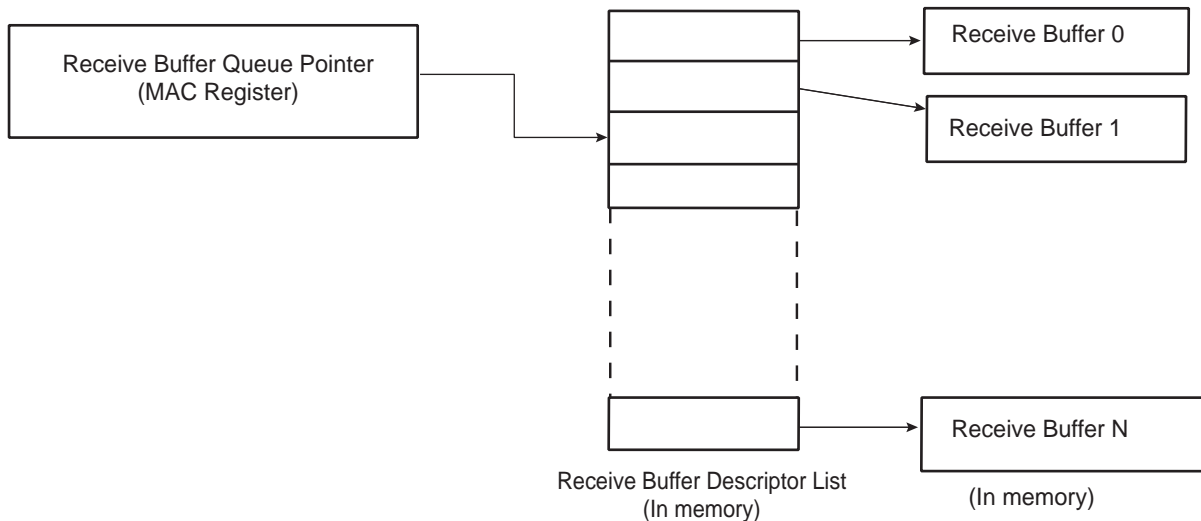 Receive Buffer Queue Pointer
(MAC Register)
Receive Buffer 0
Receive Buffer 1
Receive Buffer N
Receive Buffer Descriptor List
(In memory)
(In memory)